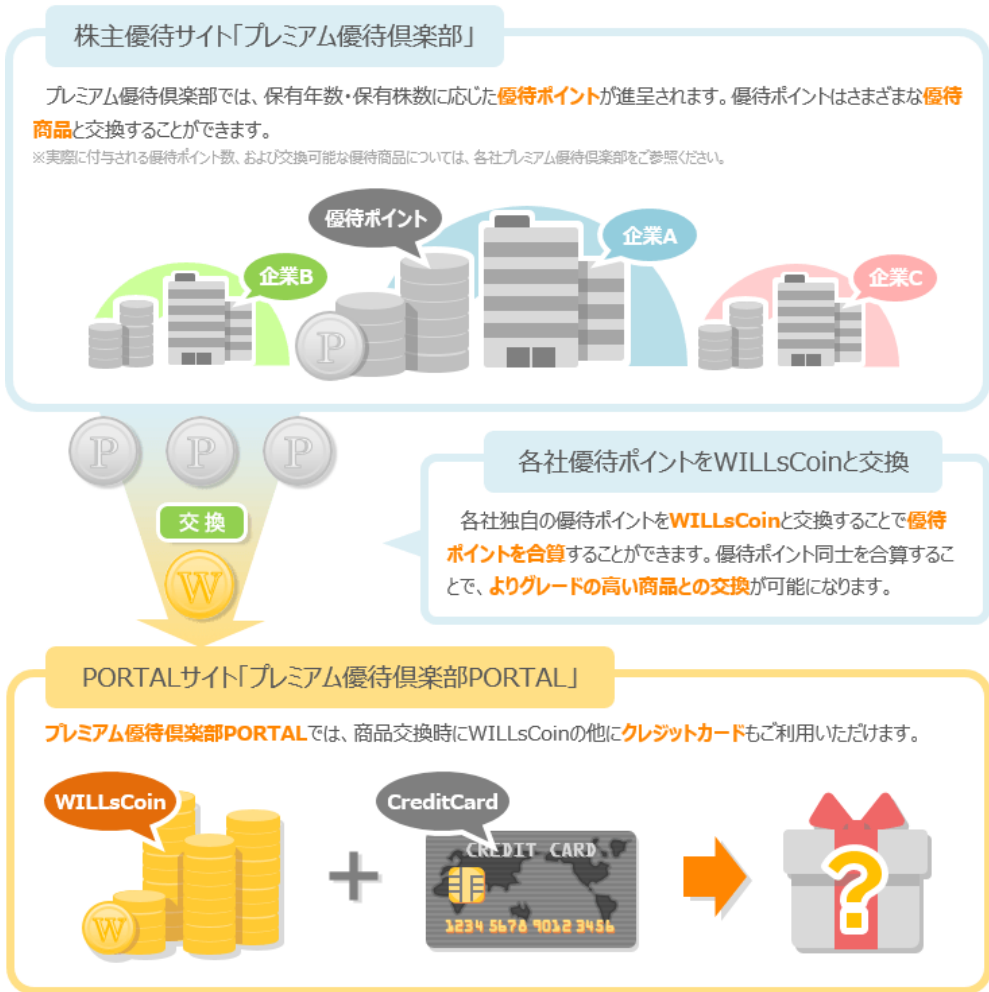 株主優待サイト「プレミアム優待倶楽部」
プレミアム優待倶楽部では、保有年数・保有株数に応じた優待ポイントが進呈されます。優待ポイントはさまざまな優待
商品と交換することができます。
※実際に付与される優待ポイント数、および交換可能な優待商品については、各社プレミアム優待倶楽部をご参照ください。
優待ポイント
企業A
企業B
企業C
P
P P P
各社優待ポイントをWILLsCoinと交換
交換
各社独自の優待ポイントをWILLsCoinと交換することで優待
ポイントを合算することができます。優待ポイント同士を合算するこ
とで、よりグレードの高い商品との交換が可能になります。
W
PORTALサイト「プレミアム優待倶楽部PORTAL」
プレミアム優待倶楽部PORTALでは、商品交換時にWILLsCoinの他にクレジットカードもご利用いただけます。
WILLsCoin
CreditCard
CREDIT CARD
W
+
1234 5678 9012 3456
?